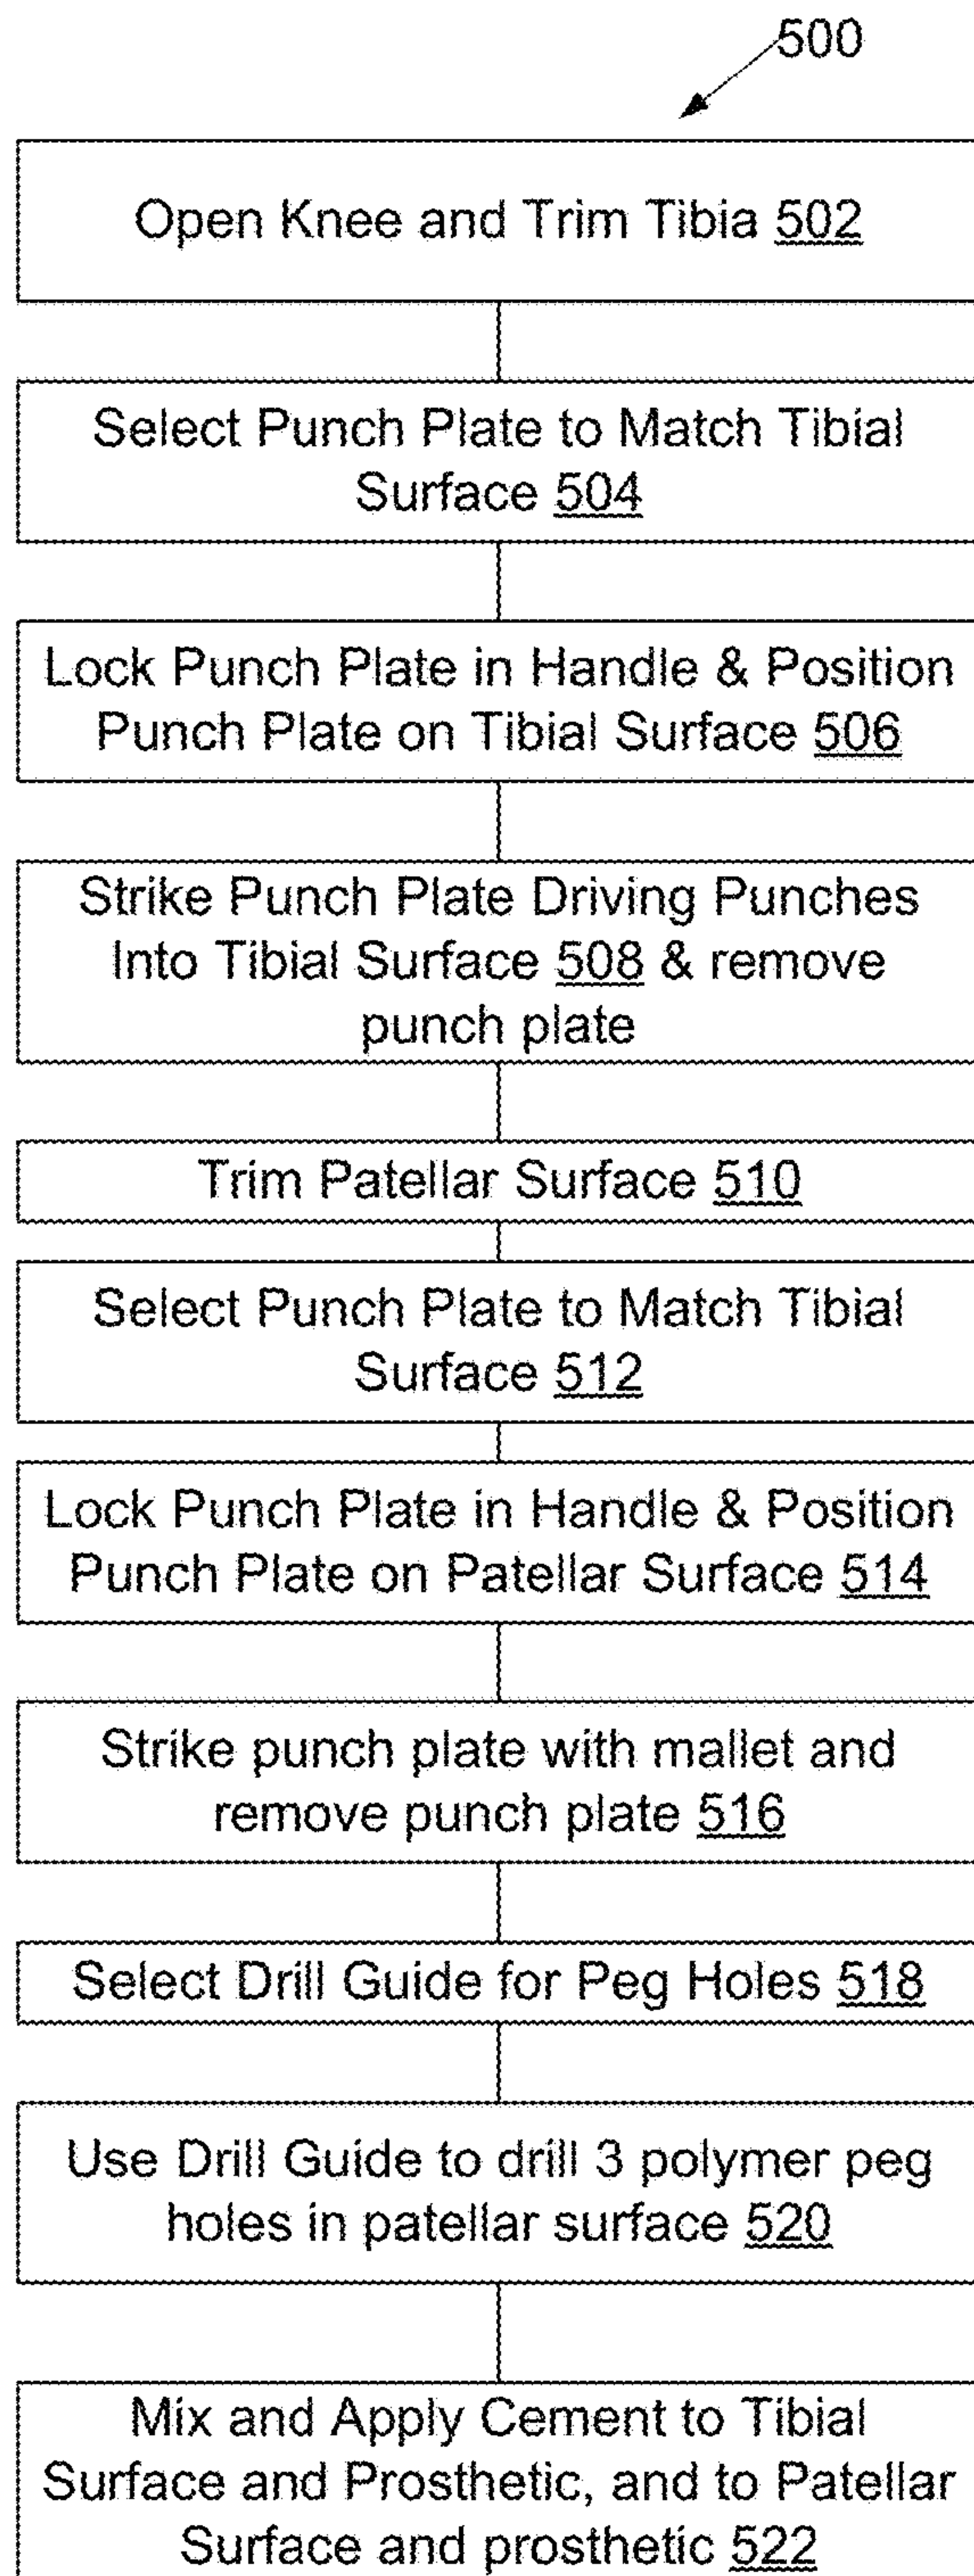 500
Open Knee and Trim Tibia 502
Select Punch Plate to Match Tibial
Surface 504
Lock Punch Plate in Handle & Position
Punch Plate on Tibial Surface 506
Strike Punch Plate Driving Punches
Into Tibial Surface 508 & remove
punch plate
Trim Patellar Surface 510
Select Punch Plate to Match Tibial
Surface 512
Lock Punch Plate in Handle & Position
Punch Plate on Patellar Surface 514
Strike punch plate with mallet and
remove punch plate 516
Select Drill Guide for Peg Holes 518
Use Drill Guide to drill 3 polymer peg
holes in patellar surface 520
Mix and Apply Cement to Tibial
Surface and Prosthetic, and to Patellar
Surface and prosthetic 522